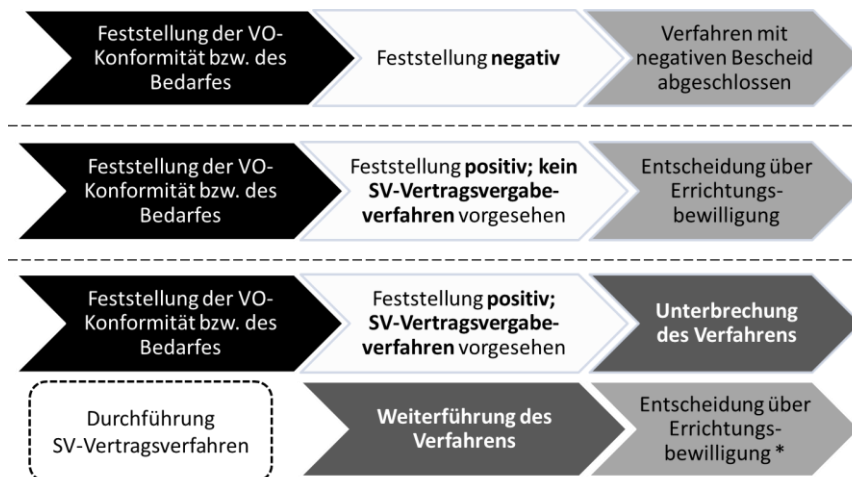 Feststellung der VO-
Konformität bzw. des
Bedarfes
Feststellung negativ
Verfahren mit
negativen Bescheid
abgeschlossen
Feststellung der VO-
Konformität bzw. des
Bedarfes
Feststellung positiv; kein
SV-Vertragsvergabe-
verfahren vorgesehen
Entscheidung über
Errichtungs-
bewilligung
Feststellung der VO-
Konformität bzw. des
Bedarfes
Feststellung positiv;
SV-Vertragsvergabe-
verfahren vorgesehen
Unterbrechung
des Verfahrens
Durchführung
SV-Vertragsverfahren
Weiterführung des
Verfahrens
Entscheidung über
Errichtungs-
bewilligung *